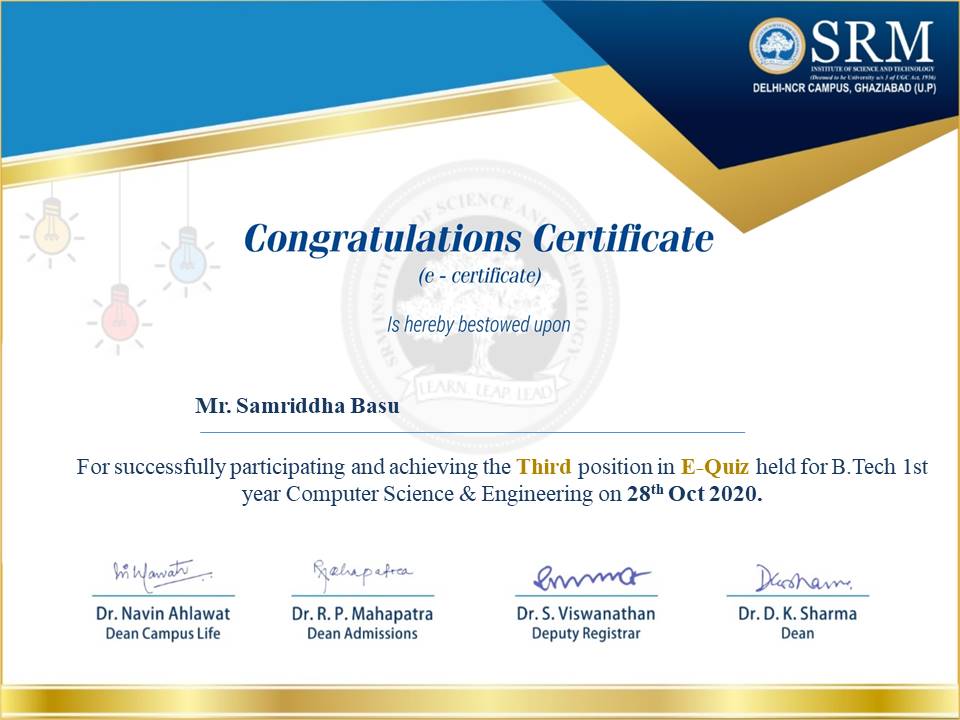 SRM
INSTITUTE OF SCIENCE AND TECHNOLOGY
(Deemed to be University u/s 3 of UGC Act, 1956)
DELHI-NCR CAMPUS, GHAZIABAD (U.P)
SRM INSTITUTE OF SCIENCE AND TECHNOLOGY
Congratulations Certificate
(e - certificate)
Is hereby bestowed upon
LEARN. LEAP. LEAD
Mr. Samriddha Basu
For successfully participating and achieving the Third position in E-Quiz held for B.Tech 1st
year Computer Science & Engineering on 28th Oct 2020.
Dr. Navin Ahlawat
Dean Campus Life
Dr. R. P. Mahapatra
Dean Admissions
Dr. S. Viswanathan
Deputy Registrar
Dr. D. K. Sharma
Dean